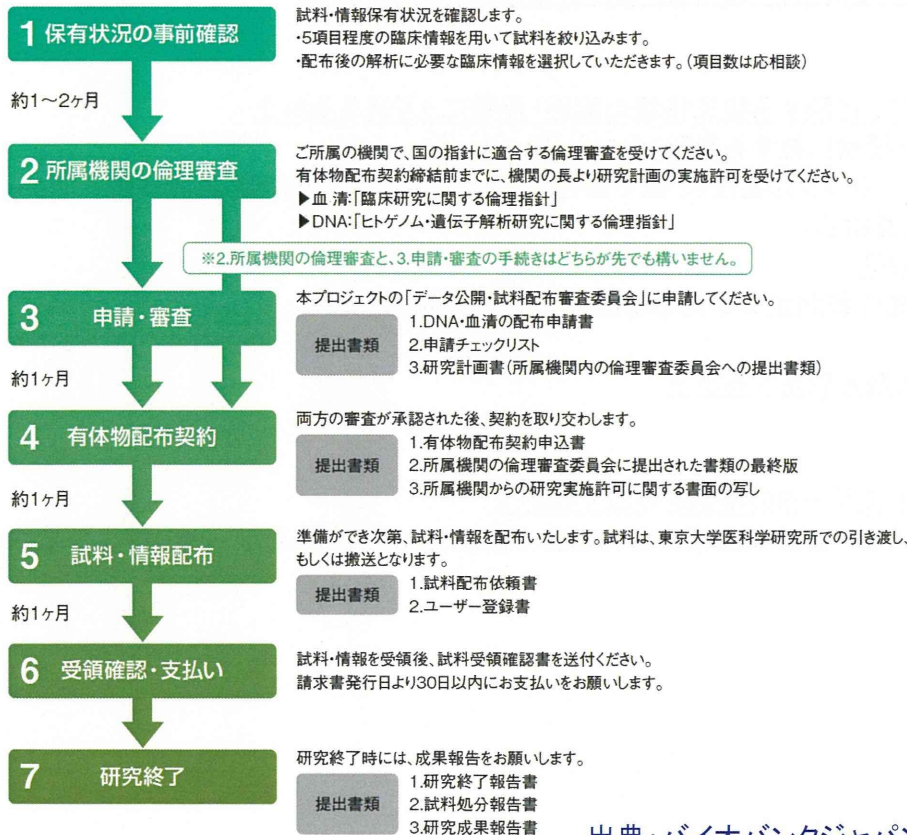 1 保有状況の事前確認
試料・情報保有状況を確認します。
・5項目程度の臨床情報を用いて試料を絞り込みます。
・配布後の解析に必要な臨床情報を選択していただきます。(項目数は応相談)
約1～2ヶ月
2 所属機関の倫理審査
ご所属の機関で、国の指針に適合する倫理審査を受けてください。
有体物配布契約締結前までに、機関の長より研究計画の実施許可を受けてください。
▶血 清:「臨床研究に関する倫理指針」
▶DNA:「ヒトゲノム・遺伝子解析研究に関する倫理指針」
※2.所属機関の倫理審査と、3.申請・審査の手続きはどちらが先でも構いません。
3 申請・審査
本プロジェクトの「データ公開・試料配布審査委員会」に申請してください。
提出書類
1.DNA・血清の配布申請書
2.申請チェックリスト
3.研究計画書(所属機関内の倫理審査委員会への提出書類)
約1ヶ月
4 有体物配布契約
両方の審査が承認された後、契約を取り交わします。
提出書類
1.有体物配布契約申込書
2.所属機関の倫理審査委員会に提出された書類の最終版
3.所属機関からの研究実施許可に関する書面の写し
約1ヶ月
5 試料・情報配布
準備ができ次第、試料・情報を配布いたします。試料は、東京大学医科学研究所での引き渡し、
もしくは搬送となります。
提出書類
1.試料配布依頼書
2.ユーザー登録書
約1ヶ月
6 受領確認・支払い
試料・情報を受領後、試料受領確認書を送付ください。
請求書発行日より30日以内にお支払いをお願いします。
7 研究終了
研究終了時には、成果報告をお願いします。
提出書類
1.研究終了報告書
2.試料処分報告書
3.研究成果報告書